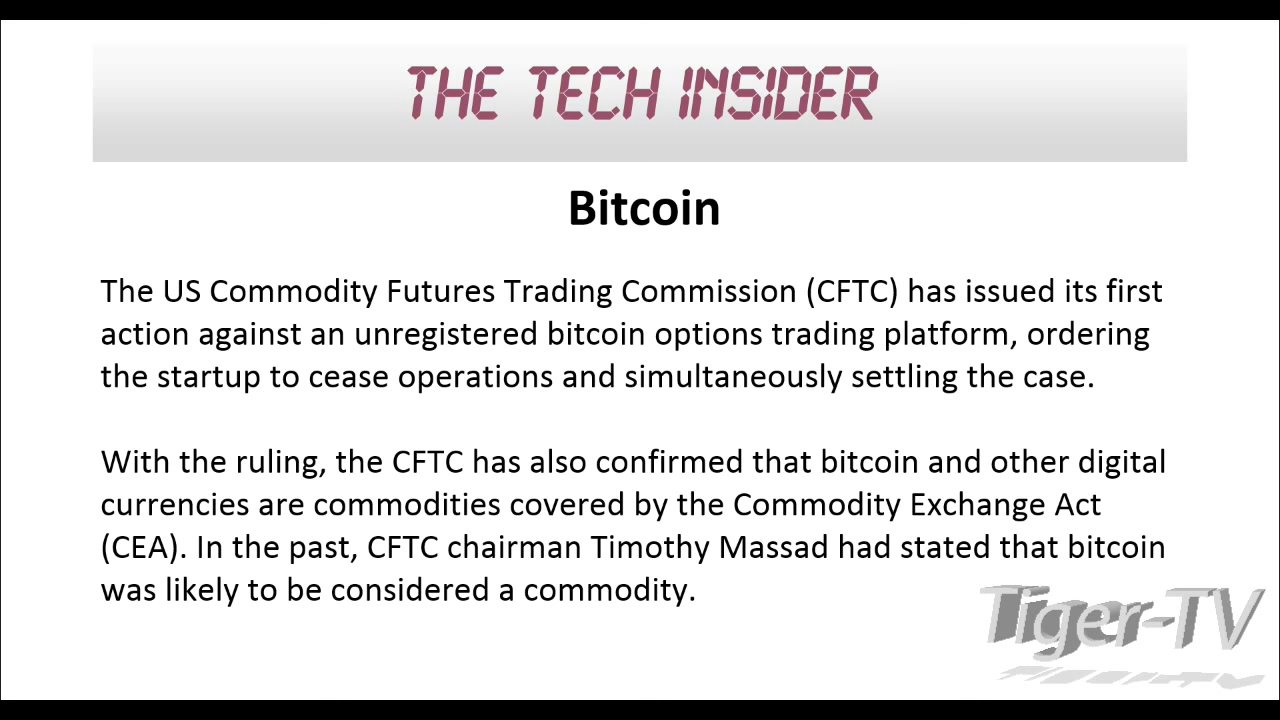 THE TECH INSIDER
Bitcoin
The US Commodity Futures Trading Commission (CFTC) has issued its first
action against an unregistered bitcoin options trading platform, ordering
the startup to cease operations and simultaneously settling the case.
With the ruling, the CFTC has also confirmed that bitcoin and other digital
currencies are commodities covered by the Commodity Exchange Act
(CEA). In the past, CFTC chairman Timothy Massad had stated that bitcoin
was likely to be considered a commodity.
Tiger-TV